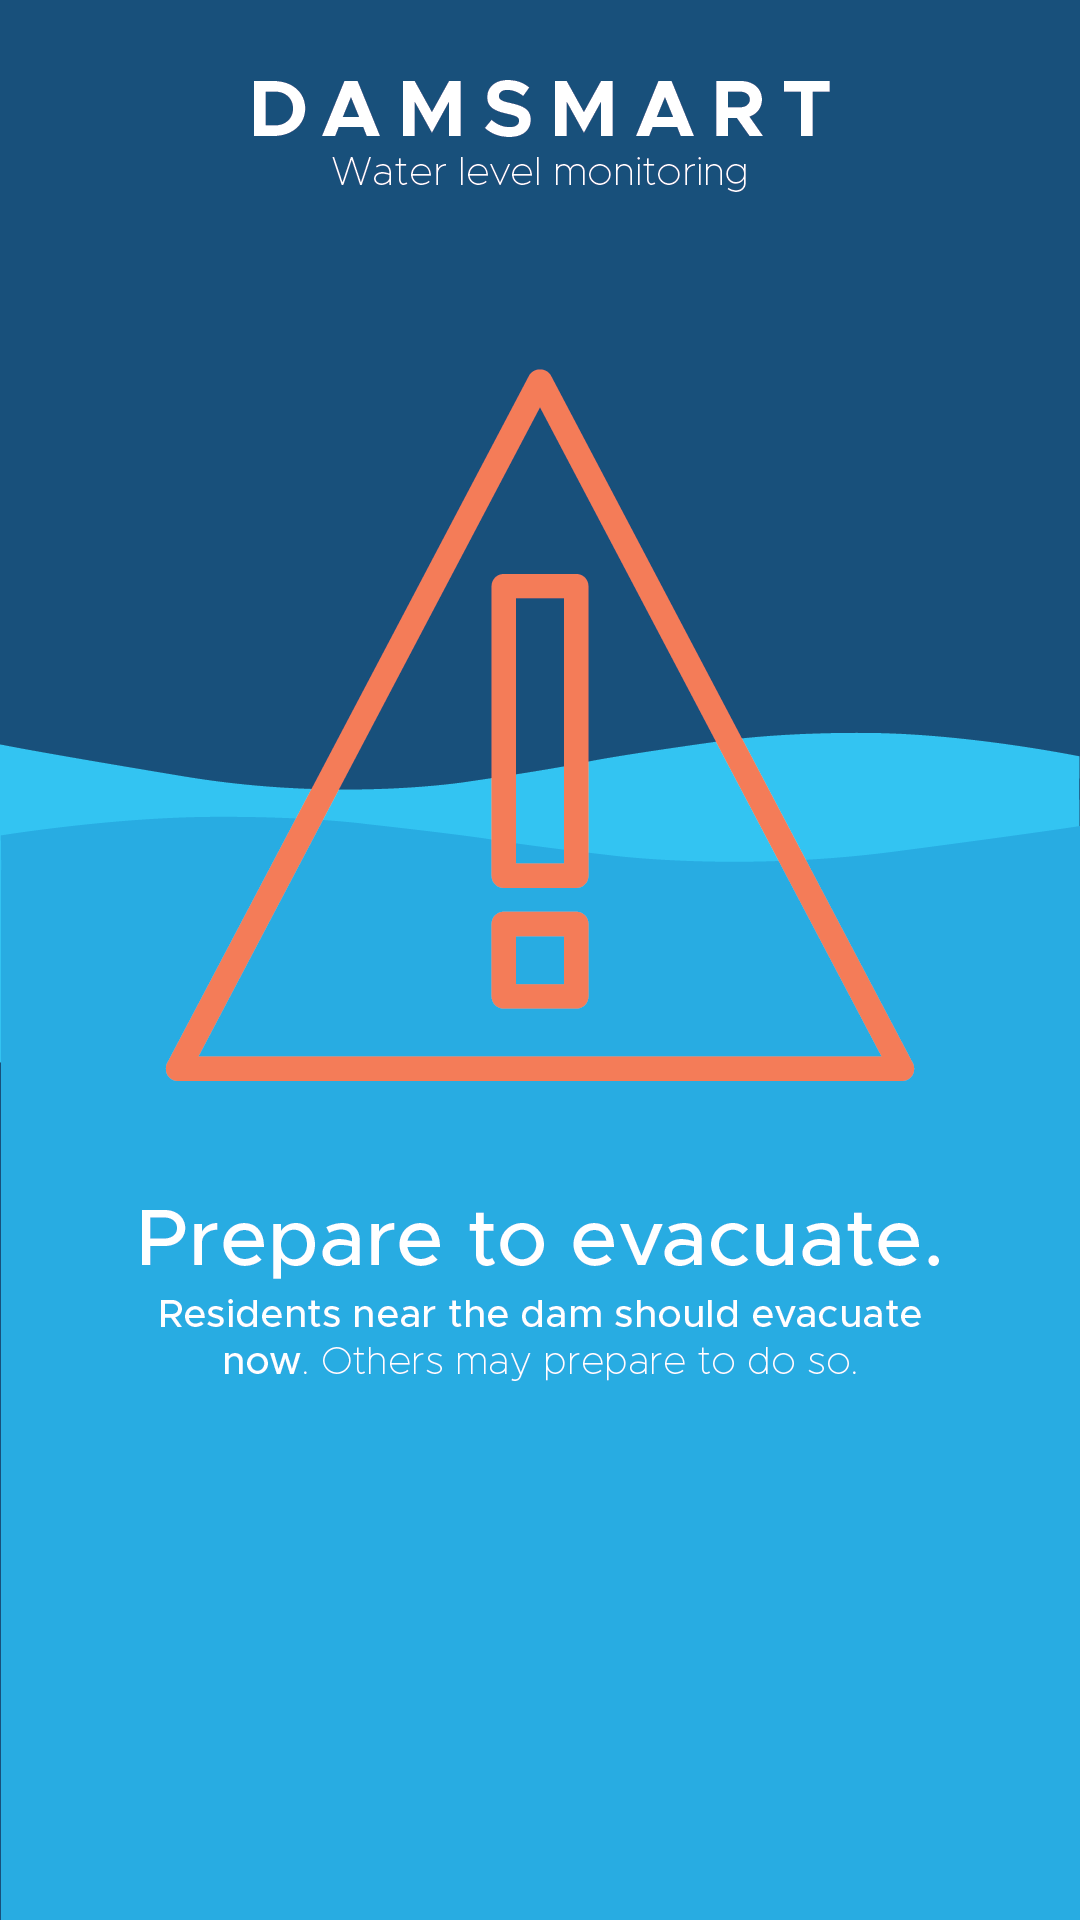 DAMSMART
Water level monitoring
Prepare to evacuate.
Residents near the dam should evacuate
now. Others may prepare to do so.